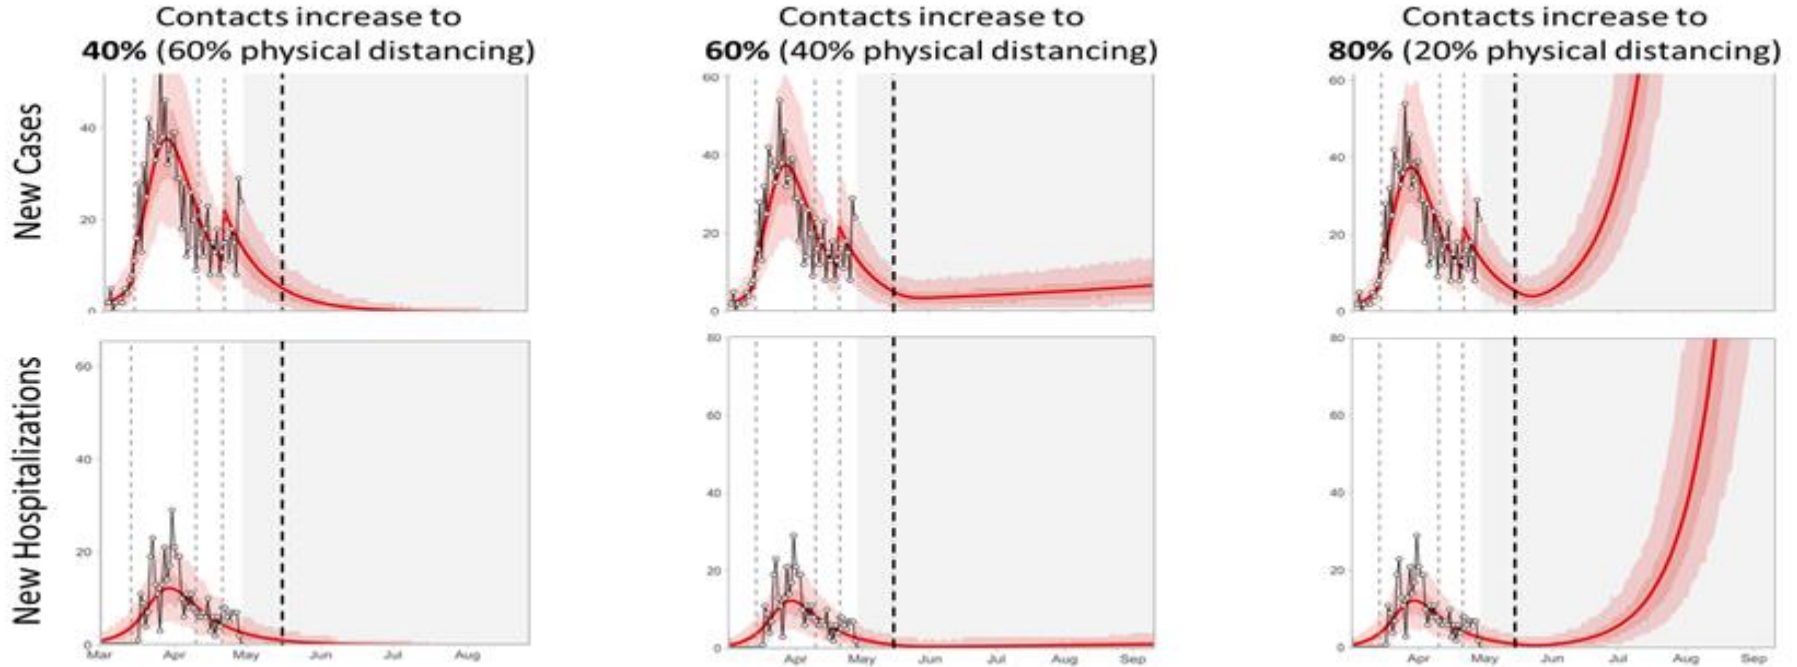 Contacts increase to
40% (60% physical distancing)
Contacts increase to
60% (40% physical distancing)
Contacts increase to
80% (20% physical distancing)
New Cases
40
20
0
60
40
20
0
60
40
20
0
New Hospitalizations
60
40
20
0
Mar Apr May Jun Jul Aug
80
60
40
20
0
Apr May Jun Jul Aug Sep
80
60
40
20
0
Apr May Jun Jul Aug Sep